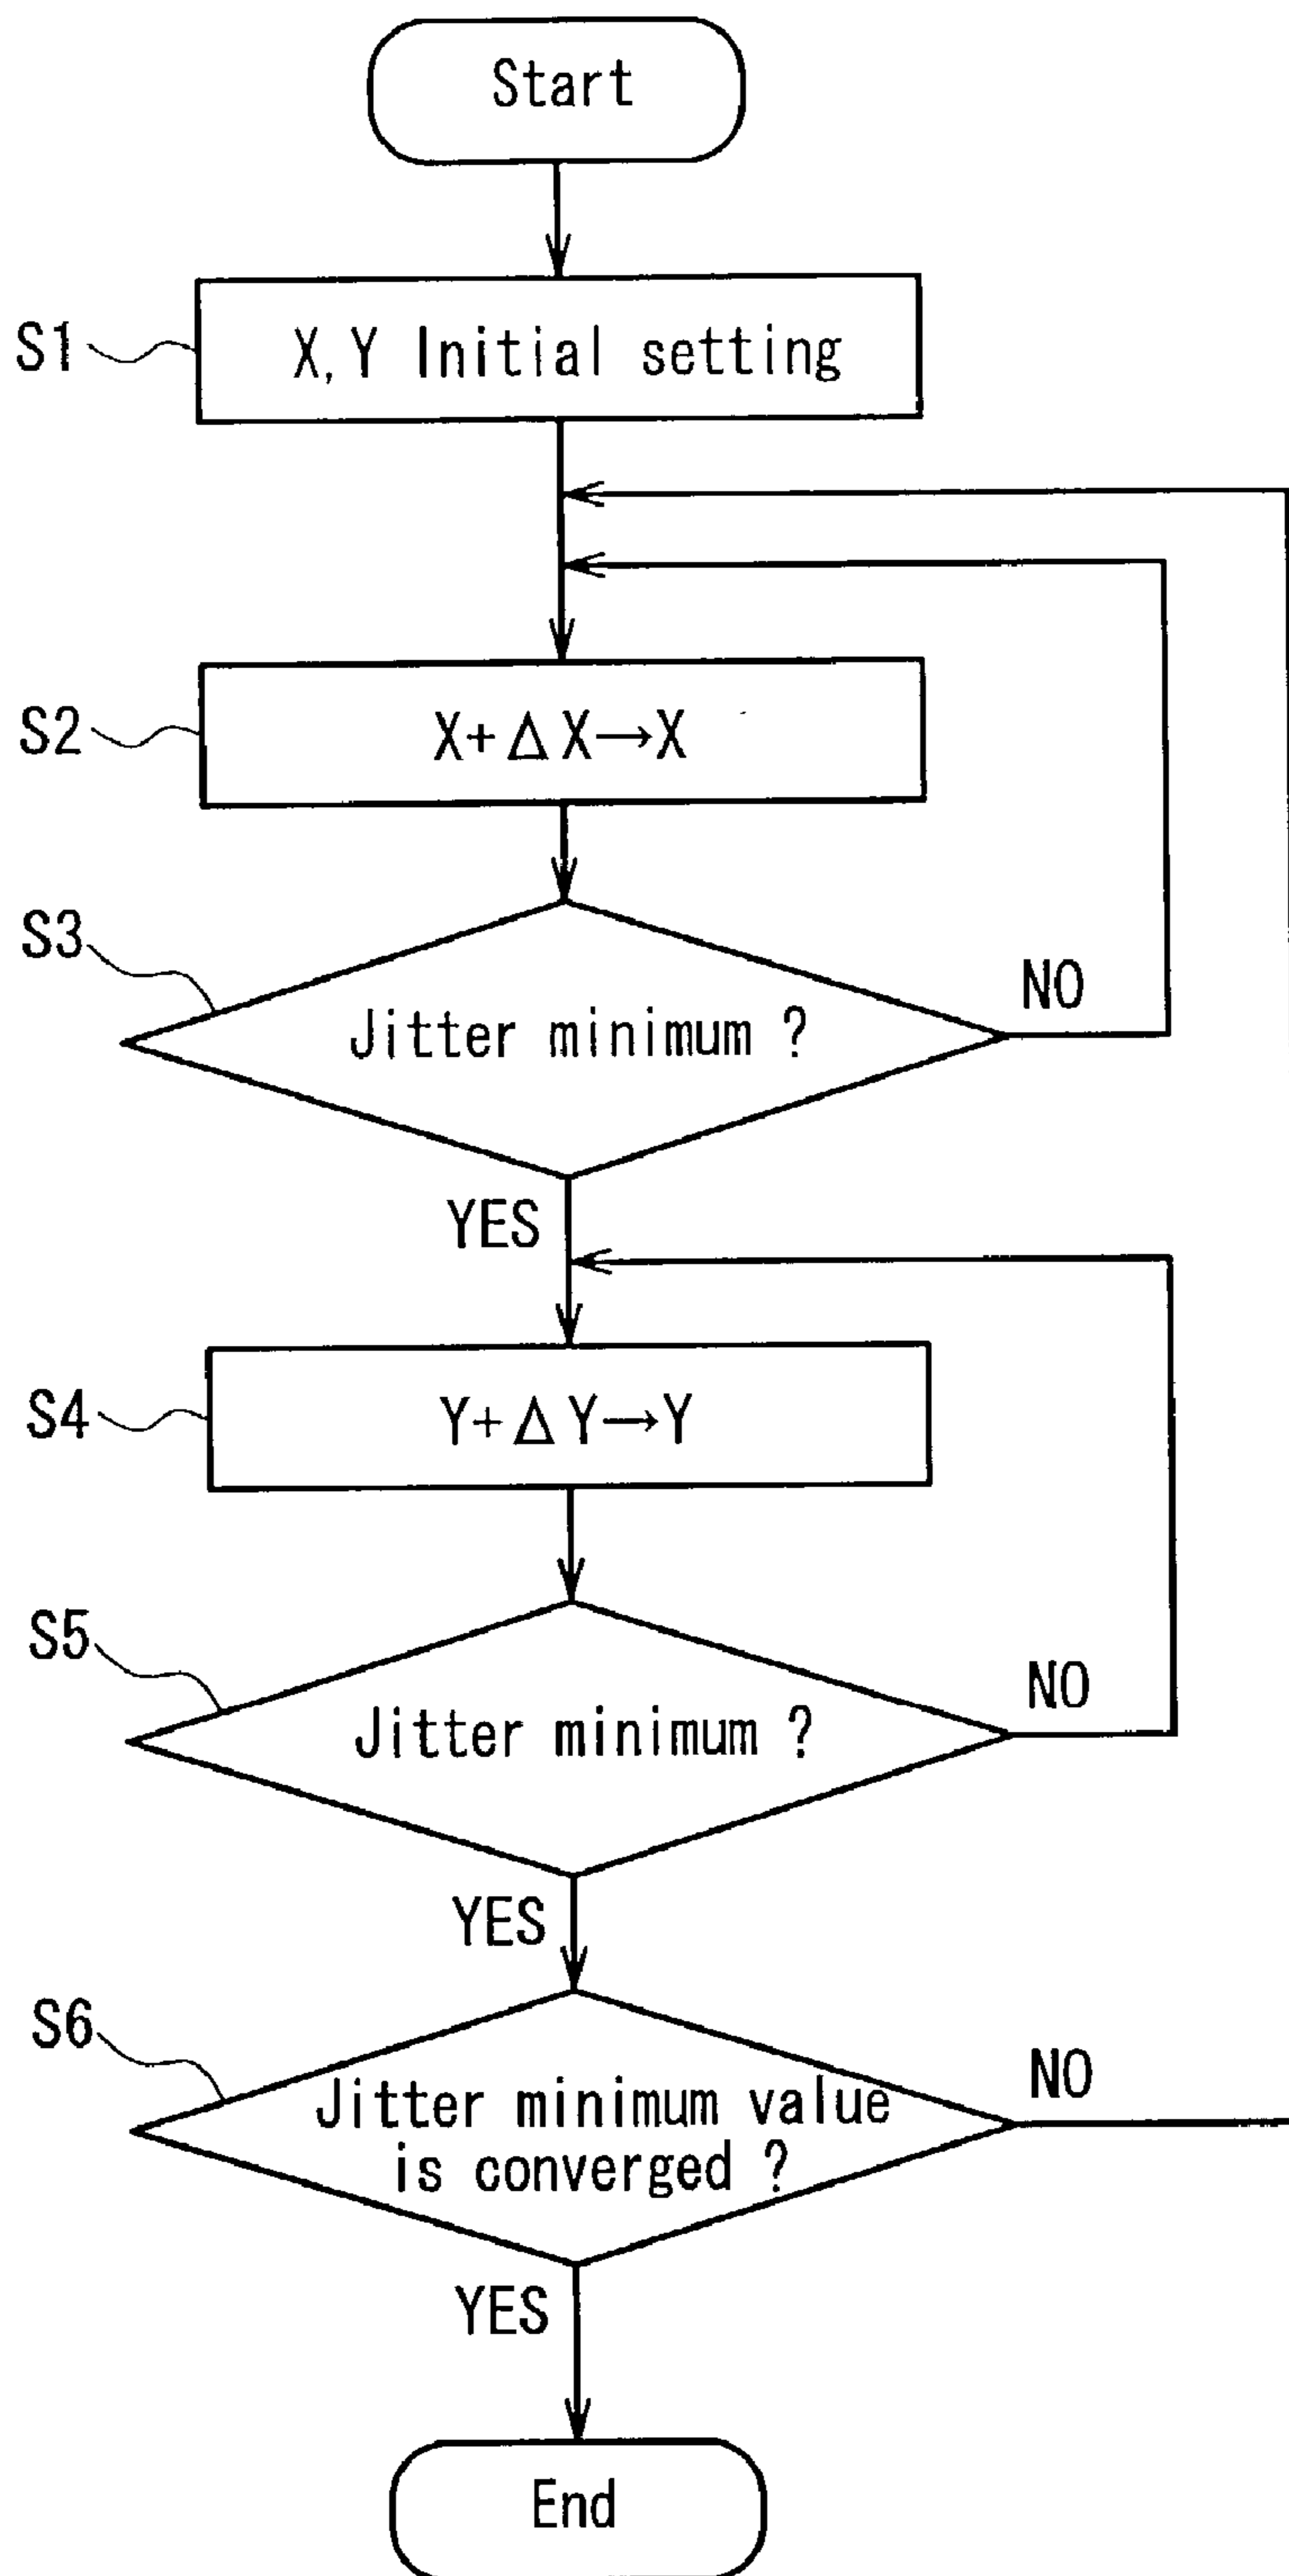 Start
S1
X, Y Initial setting
S2
X+ΔX→X
S3
Jitter minimum ?
NO
YES
S4
Y+ΔY→Y
S5
Jitter minimum ?
NO
YES
S6
Jitter minimum value
is converged ?
NO
YES
End